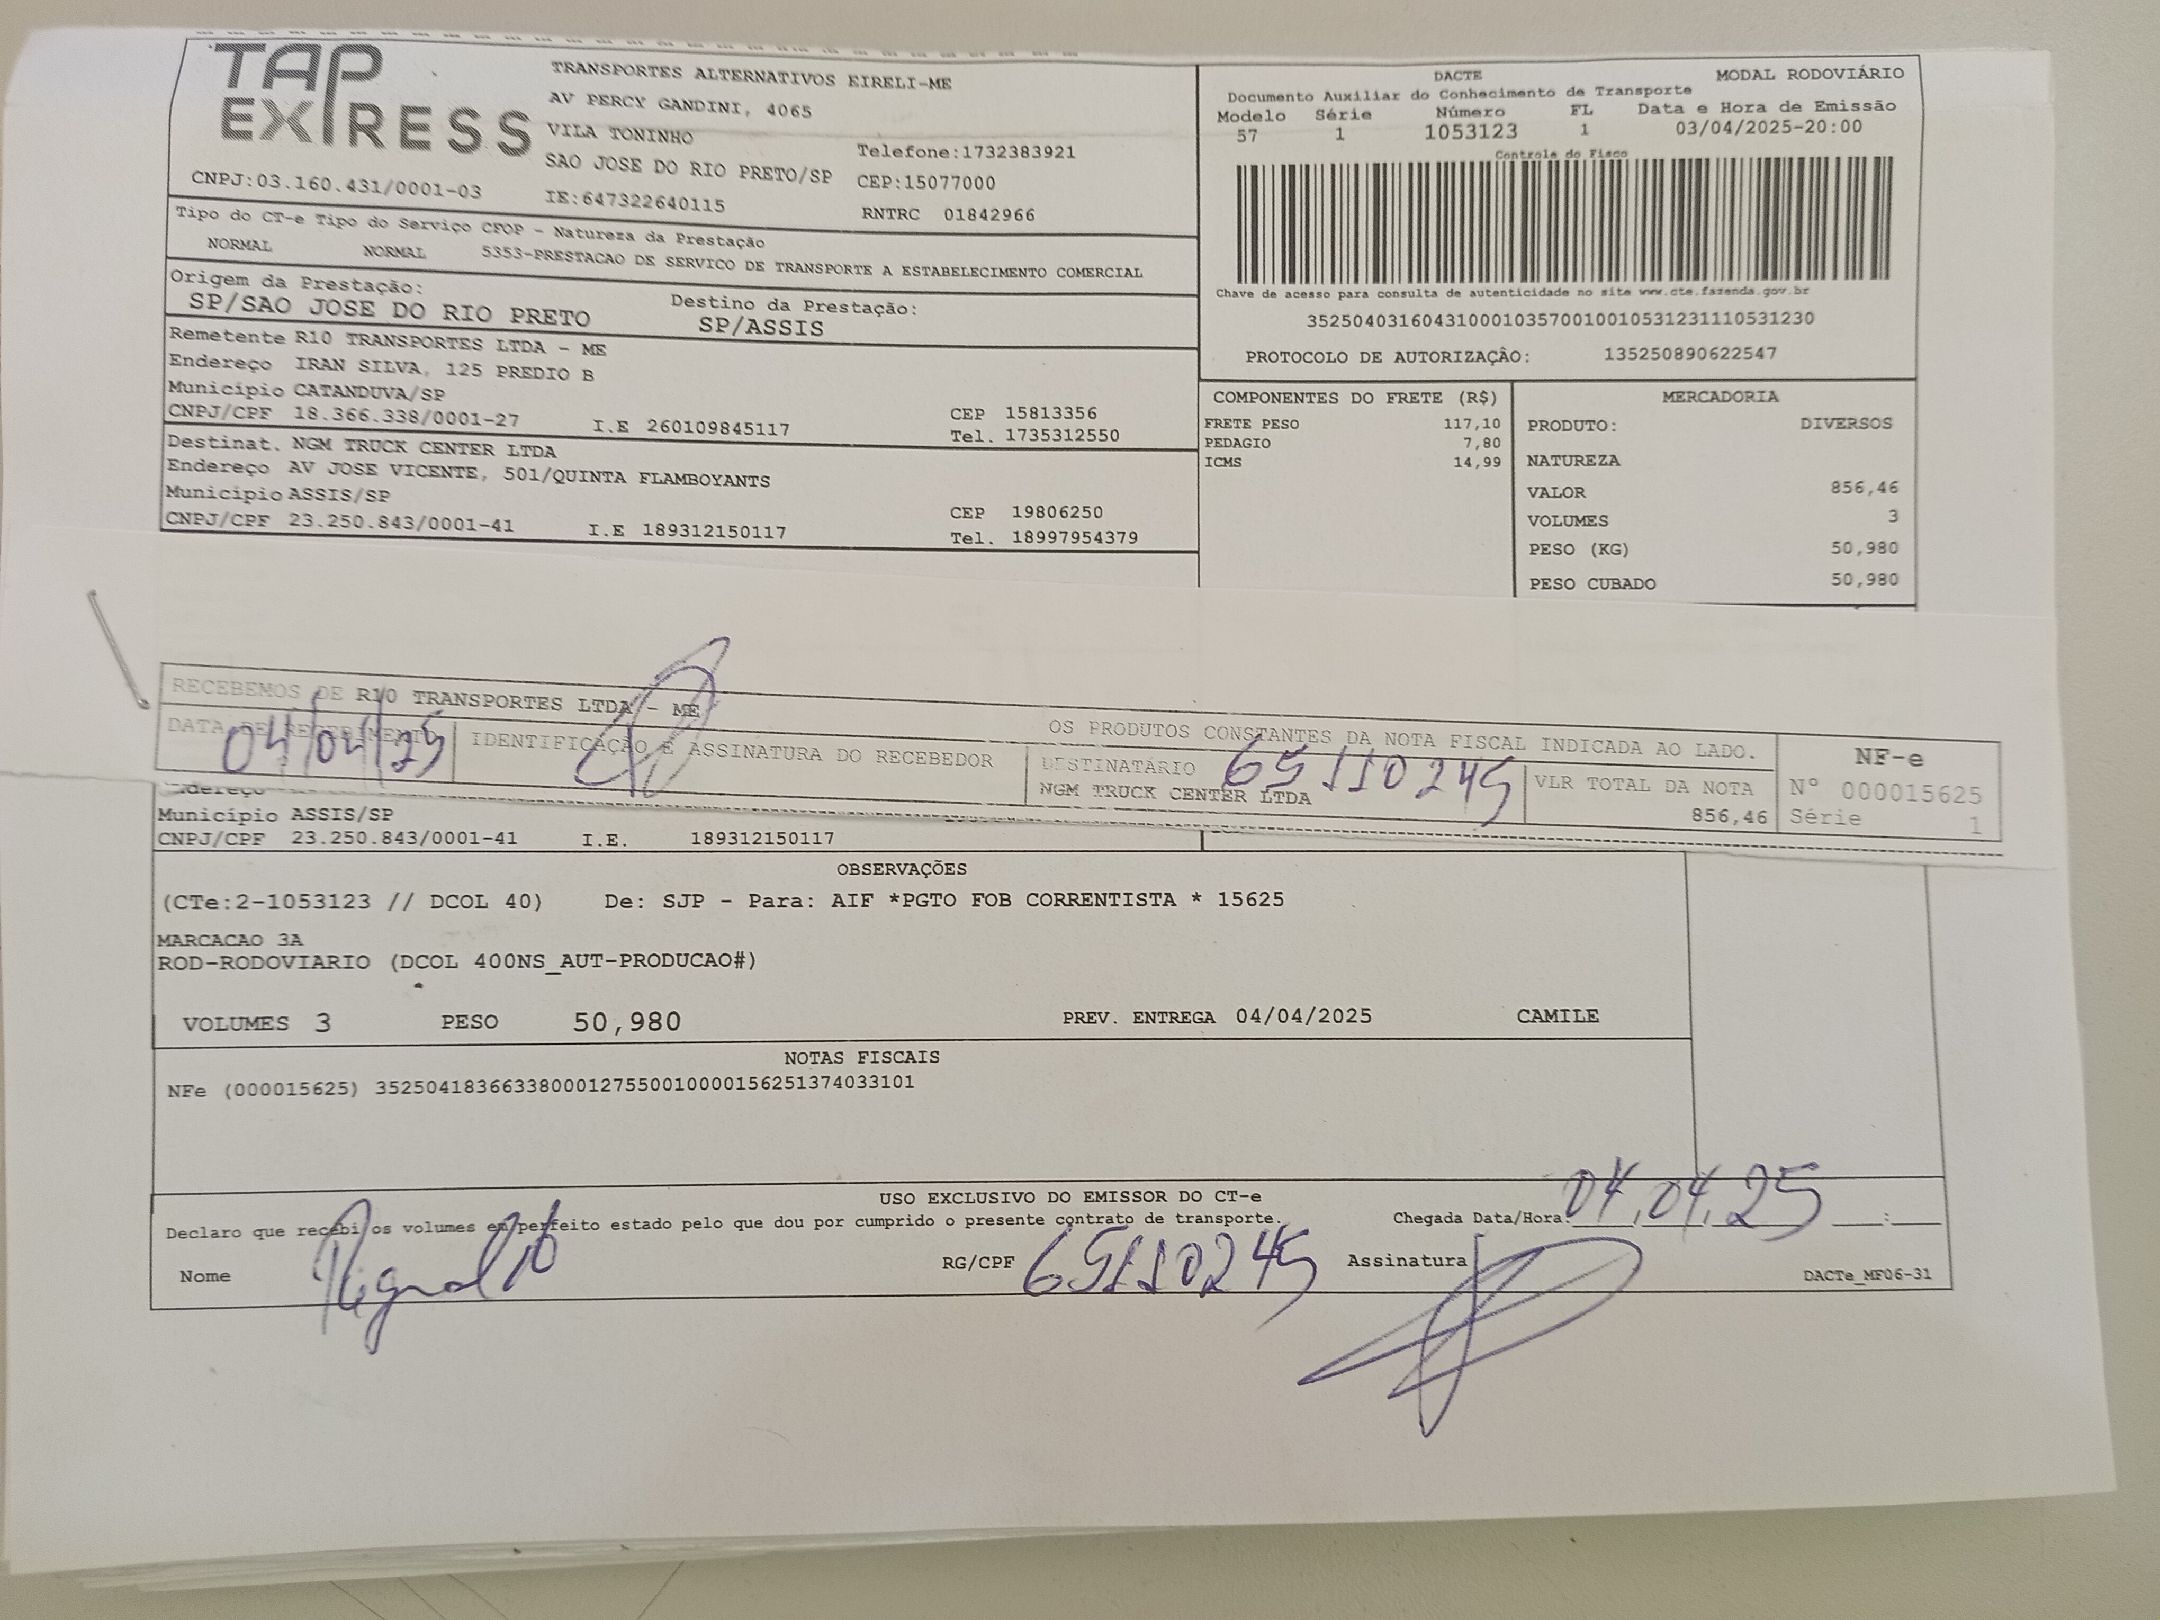 TAP EXPRESS
TRANSPORTES ALTERNATIVOS EIRELI-ME
AV PERCY GANDINI, 4065
VILA TONINHO
SAO JOSE DO RIO PRETO/SP
Telefone:1732383921
CEP:15077000
CNPJ:03.160.431/0001-03
IE:647322640115
RNTRC 01842966
DACTE MODAL RODOVIÁRIO
Documento Auxiliar do Conhecimento de Transporte
Modelo Série Número FL Data e Hora de Emissão
57 1 1053123 1 03/04/2025-20:00
Controle do Fisco
Chave de acesso para consulta de autenticidade no site www.cte.fazenda.gov.br
35250403160431000103570010010531231110531230
PROTOCOLO DE AUTORIZAÇÃO: 135250890622547
Tipo do CT-e Tipo do Serviço CFOP - Natureza da Prestação
NORMAL NORMAL 5353-PRESTACAO DE SERVICO DE TRANSPORTE A ESTABELECIMENTO COMERCIAL
Origem da Prestação: Destino da Prestação:
SP/SAO JOSE DO RIO PRETO SP/ASSIS
Remetente R10 TRANSPORTES LTDA - ME
Endereço IRAN SILVA, 125 PREDIO B
Município CATANDUVA/SP CEP 15813356
CNPJ/CPF 18.366.338/0001-27 I.E 260109845117 Tel. 1735312550
Destinat. NGM TRUCK CENTER LTDA
Endereço AV JOSE VICENTE, 501/QUINTA FLAMBOYANTS
Município ASSIS/SP CEP 19806250
CNPJ/CPF 23.250.843/0001-41 I.E 189312150117 Tel. 18997954379
COMPONENTES DO FRETE (R$)
FRETE PESO 117,10
PEDAGIO 7,80
ICMS 14,99
MERCADORIA
PRODUTO: DIVERSOS
NATUREZA
VALOR 856,46
VOLUMES 3
PESO (KG) 50,980
PESO CUBADO 50,980
RECEBEMOS DE R10 TRANSPORTES LTDA - ME
OS PRODUTOS CONSTANTES DA NOTA FISCAL INDICADA AO LADO.
DATA DE RECEBIMENTO
04/04/25
IDENTIFICAÇÃO E ASSINATURA DO RECEBEDOR
DESTINATÁRIO 65110245
NGM TRUCK CENTER LTDA
VLR TOTAL DA NOTA
856,46
NF-e
Nº 000015625
Série 1
Endereço
Município ASSIS/SP
CNPJ/CPF 23.250.843/0001-41 I.E. 189312150117
OBSERVAÇÕES
(CTe:2-1053123 // DCOL 40) De: SJP - Para: AIF *PGTO FOB CORRENTISTA * 15625
MARCACAO 3A
ROD-RODOVIARIO (DCOL 400NS_AUT-PRODUCAO#)
VOLUMES 3 PESO 50,980 PREV. ENTREGA 04/04/2025 CAMILE
NOTAS FISCAIS
NFe (000015625) 35250418366338000127550010000156251374033101
USO EXCLUSIVO DO EMISSOR DO CT-e
Declaro que recebi os volumes em perfeito estado pelo que dou por cumprido o presente contrato de transporte.
Chegada Data/Hora: 04,04,25 :
Nome
RG/CPF 65110245 Assinatura
DACTe_MF06-31